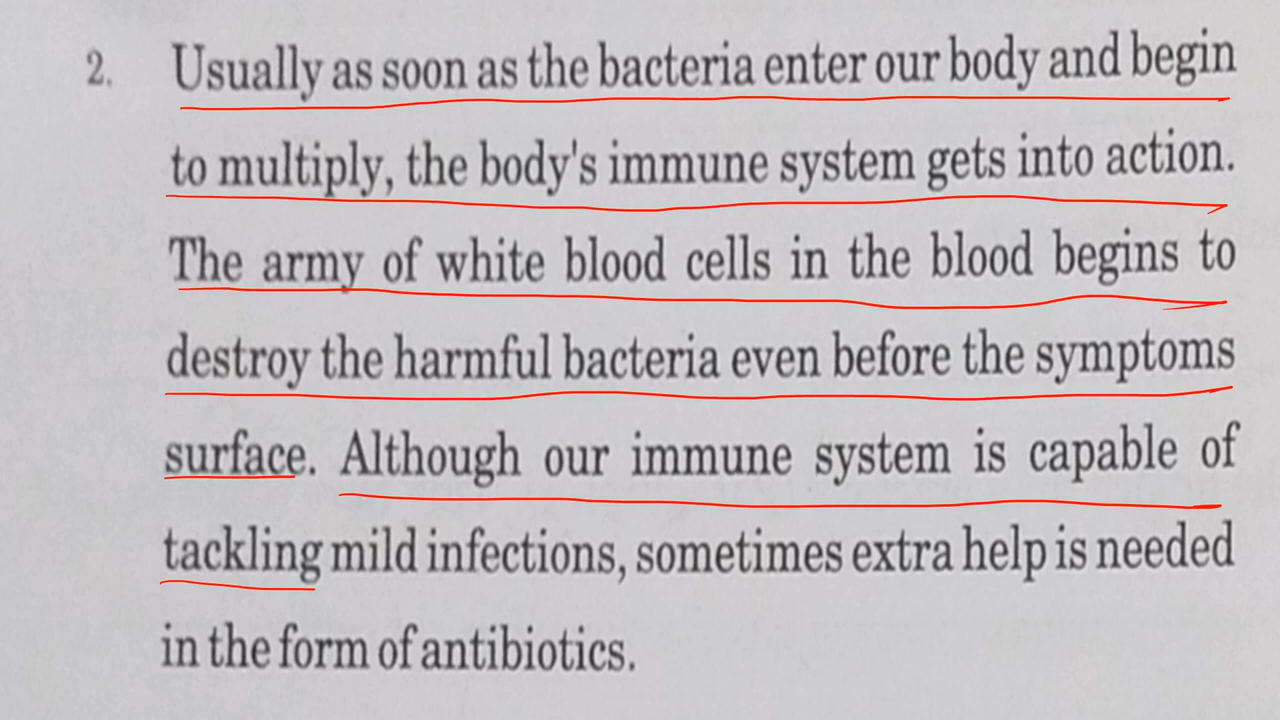 2. Usually as soon as the bacteria enter our body and begin
to multiply, the body's immune system gets into action.
The army of white blood cells in the blood begins to
destroy the harmful bacteria even before the symptoms
surface. Although our immune system is capable of
tackling mild infections, sometimes extra help is needed
in the form of antibiotics.